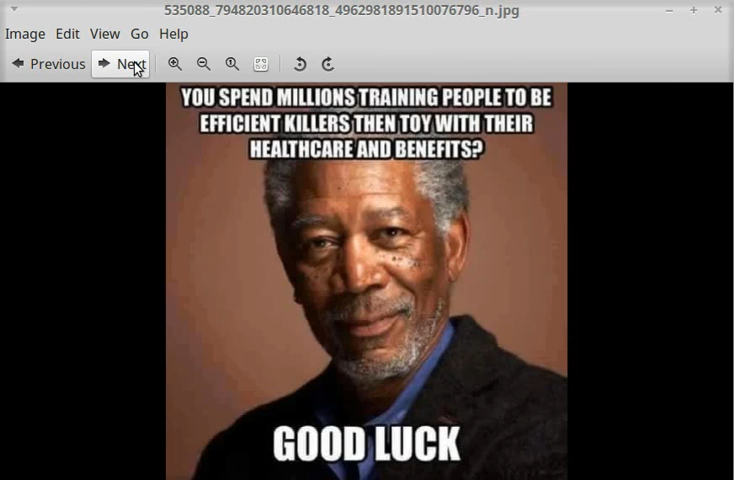 535088_794820310646818_4962981891510076796_n.jpg
Image Edit View Go Help
Previous Next
YOU SPEND MILLIONS TRAINING PEOPLE TO BE
EFFICIENT KILLERS THEN TOY WITH THEIR
HEALTHCARE AND BENEFITS?
GOOD LUCK